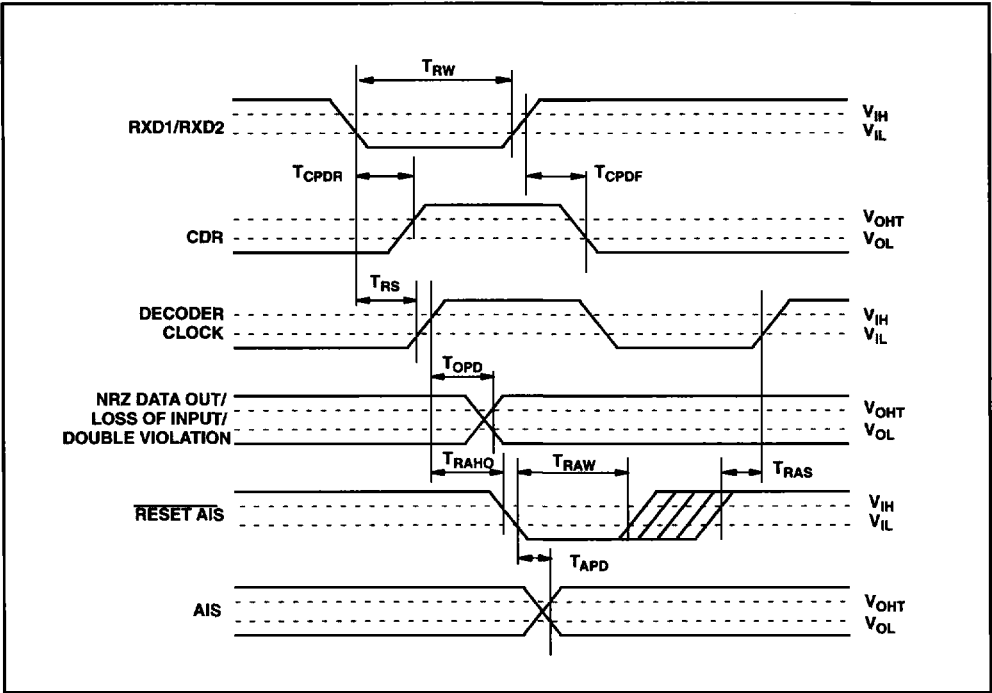 TRW
RXD1/RXD2
VIH
VIL
TCPDR
TCPDF
CDR
VOHT
VOL
TRS
DECODER
CLOCK
VIH
VIL
TOPD
NRZ DATA OUT/
LOSS OF INPUT/
DOUBLE VIOLATION
VOHT
VOL
TRAHO
TRAW
TRAS
RESET AIS
VIH
VIL
TAPD
AIS
VOHT
VOL